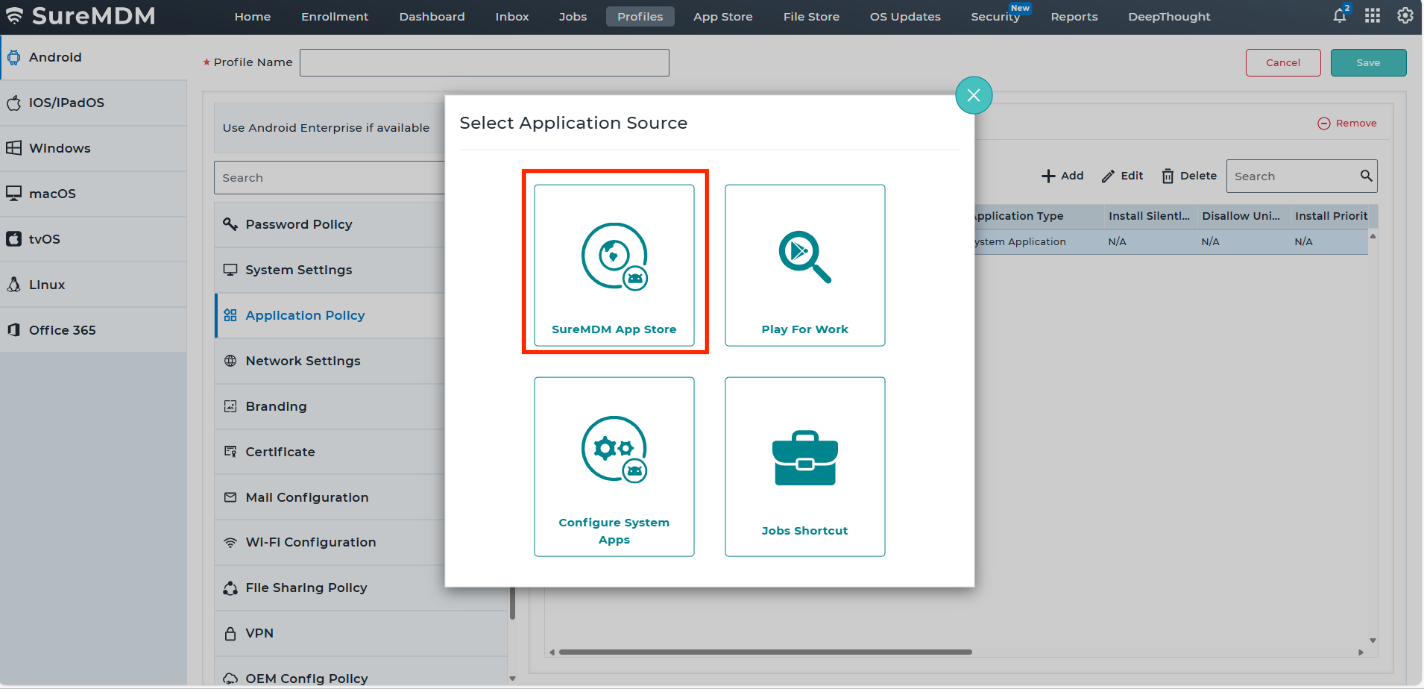 SureMDM
Home Enrollment Dashboard Inbox Jobs Profiles App Store File Store OS Updates Security New Reports DeepThought 2
Android
iOS/iPadOS
Windows
macOS
tvOS
Linux
Office 365
* Profile Name
Cancel Save
Use Android Enterprise if available
Search
Password Policy
System Settings
Application Policy
Network Settings
Branding
Certificate
Mail Configuration
Wi-Fi Configuration
File Sharing Policy
VPN
OEM Config Policy
Select Application Source
SureMDM App Store
Play For Work
Configure System
Apps
Jobs Shortcut
Remove
Add Edit Delete Search
pplication Type Install Silentl... Disallow Uni... Install Priorit
ystem Application N/A N/A N/A